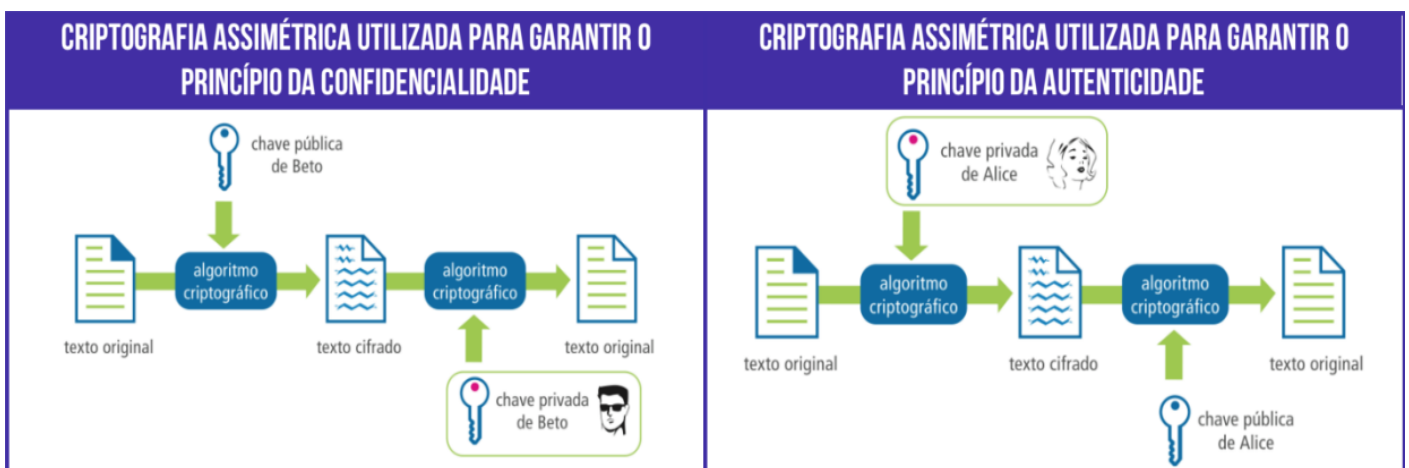 CRIPTOGRAFIA ASSIMÉTRICA UTILIZADA PARA GARANTIR O
PRINCÍPIO DA CONFIDENCIALIDADE
chave pública
de Beto
algoritmo
criptográfico
algoritmo
criptográfico
texto original
texto cifrado
texto original
chave privada
de Beto
CRIPTOGRAFIA ASSIMÉTRICA UTILIZADA PARA GARANTIR O
PRINCÍPIO DA AUTENTICIDADE
chave privada
de Alice
algoritmo
criptográfico
algoritmo
criptográfico
texto original
texto cifrado
texto original
chave pública
de Alice